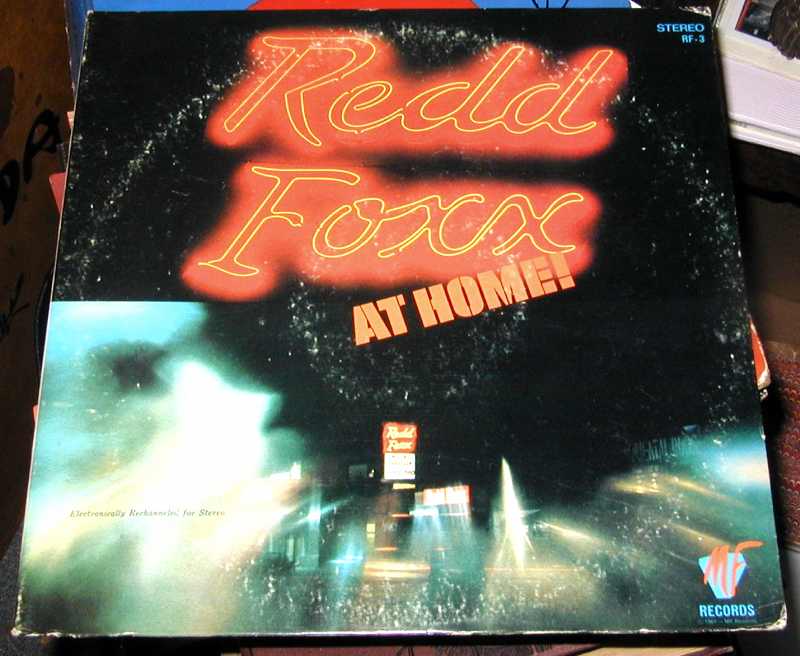 STEREO
RF-3
Redd
Foxx
AT HOME!
Redd
Foxx
Electronically Rechanneled for Stereo
MF
RECORDS